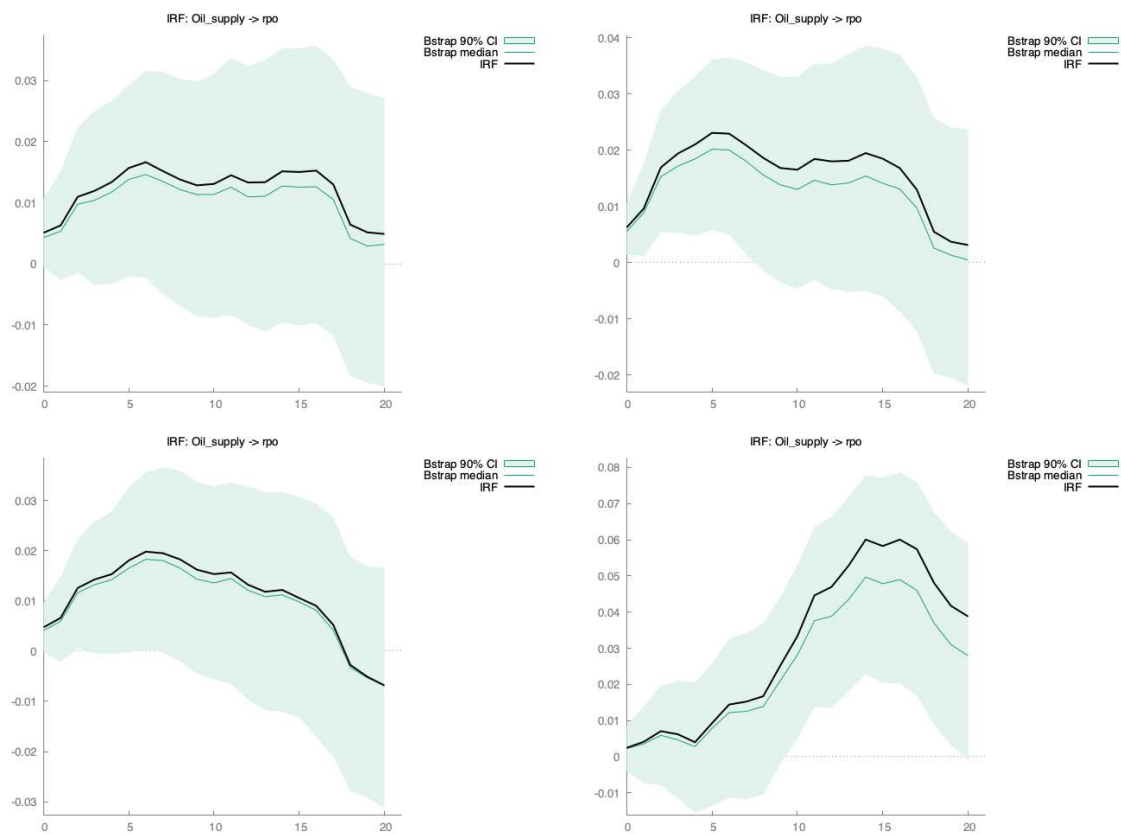 IRF: Oil_supply -> rpo
Bstrap 90% CI
Bstrap median
IRF
0.03
0.02
0.01
0
-0.01
-0.02
0 5 10 15 20
IRF: Oil_supply -> rpo
Bstrap 90% CI
Bstrap median
IRF
0.04
0.03
0.02
0.01
0
-0.01
-0.02
0 5 10 15 20
IRF: Oil_supply -> rpo
Bstrap 90% CI
Bstrap median
IRF
0.03
0.02
0.01
0
-0.01
-0.02
-0.03
0 5 10 15 20
IRF: Oil_supply -> rpo
Bstrap 90% CI
Bstrap median
IRF
0.08
0.07
0.06
0.05
0.04
0.03
0.02
0.01
0
-0.01
0 5 10 15 20